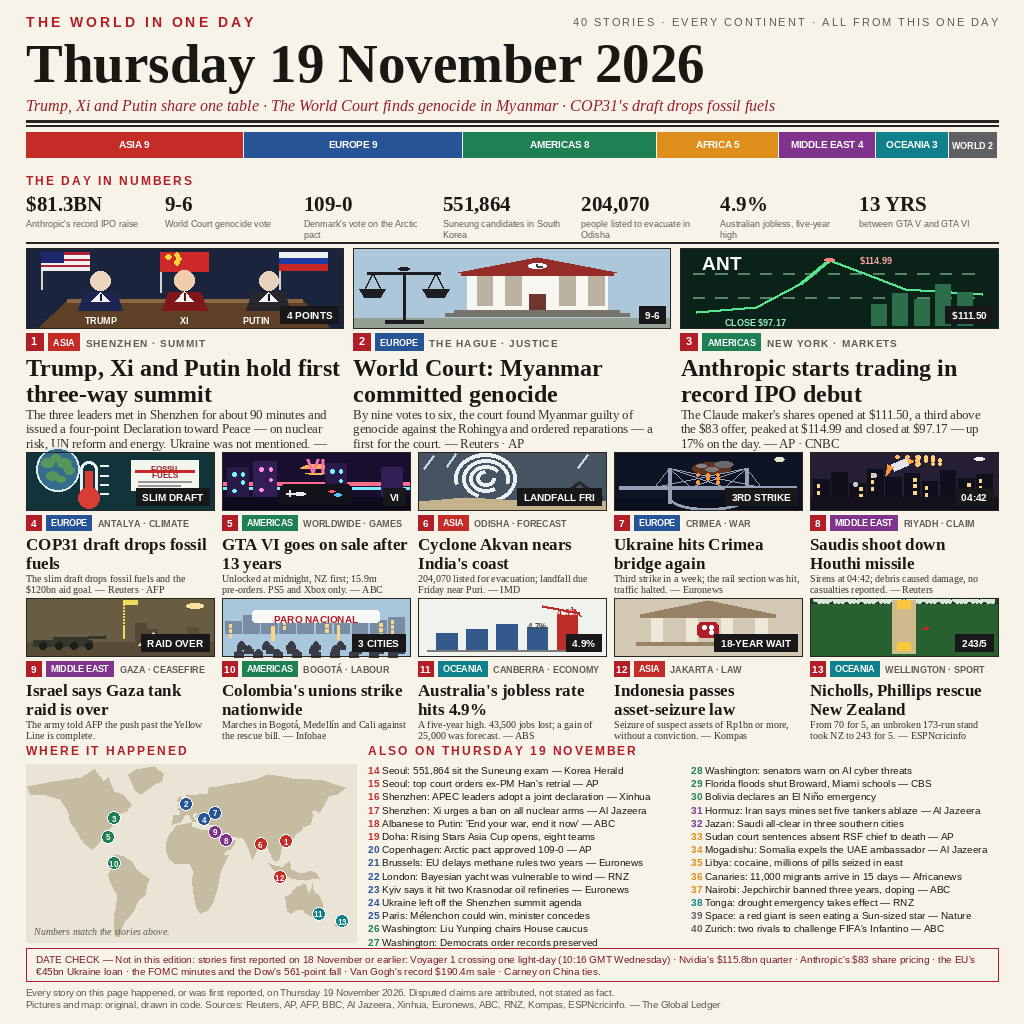 THE WORLD IN ONE DAY
40 STORIES · EVERY CONTINENT · ALL FROM THIS ONE DAY
Thursday 19 November 2026
Trump, Xi and Putin share one table · The World Court finds genocide in Myanmar · COP31's draft drops fossil fuels
ASIA 9
EUROPE 9
AMERICAS 8
AFRICA 5
MIDDLE EAST 4
OCEANIA 3
WORLD 2
THE DAY IN NUMBERS
$81.3BN
Anthropic's record IPO raise
9-6
World Court genocide vote
109-0
Denmark's vote on the Arctic
pact
551,864
Suneung candidates in South
Korea
204,070
people listed to evacuate in
Odisha
4.9%
Australian jobless, five-year
high
13 YRS
between GTA V and GTA VI
TRUMP
XI
PUTIN
4 POINTS
9-6
ANT
$114.99
CLOSE $97.17
$111.50
1 ASIA SHENZHEN · SUMMIT
Trump, Xi and Putin hold first
three-way summit
The three leaders met in Shenzhen for about 90 minutes and
issued a four-point Declaration toward Peace — on nuclear
risk, UN reform and energy. Ukraine was not mentioned. —
2 EUROPE THE HAGUE · JUSTICE
World Court: Myanmar
committed genocide
By nine votes to six, the court found Myanmar guilty of
genocide against the Rohingya and ordered reparations — a
first for the court. — Reuters · AP
3 AMERICAS NEW YORK · MARKETS
Anthropic starts trading in
record IPO debut
The Claude maker's shares opened at $111.50, a third above
the $83 offer, peaked at $114.99 and closed at $97.17 — up
17% on the day. — AP · CNBC
FOSSIL
FUELS
SLIM DRAFT
VI
VI
LANDFALL FRI
3RD STRIKE
04:42
4 EUROPE ANTALYA · CLIMATE
COP31 draft drops fossil
fuels
The slim draft drops fossil fuels and the
$120bn aid goal. — Reuters · AFP
5 AMERICAS WORLDWIDE · GAMES
GTA VI goes on sale after
13 years
Unlocked at midnight, NZ first; 15.9m
pre-orders. PS5 and Xbox only. — ABC
6 ASIA ODISHA · FORECAST
Cyclone Akvan nears
India's coast
204,070 listed for evacuation; landfall due
Friday near Puri. — IMD
7 EUROPE CRIMEA · WAR
Ukraine hits Crimea
bridge again
Third strike in a week; the rail section was hit,
traffic halted. — Euronews
8 MIDDLE EAST RIYADH · CLAIM
Saudis shoot down
Houthi missile
Sirens at 04:42; debris caused damage, no
casualties reported. — Reuters
RAID OVER
PARO NACIONAL
3 CITIES
4.7%
4.9%
18-YEAR WAIT
243/5
9 MIDDLE EAST GAZA · CEASEFIRE
Israel says Gaza tank
raid is over
The army told AFP the push past the Yellow
Line is complete.
10 AMERICAS BOGOTÁ · LABOUR
Colombia's unions strike
nationwide
Marches in Bogotá, Medellín and Cali against
the rescue bill. — Infobae
11 OCEANIA CANBERRA · ECONOMY
Australia's jobless rate
hits 4.9%
A five-year high. 43,500 jobs lost; a gain of
25,000 was forecast. — ABS
12 ASIA JAKARTA · LAW
Indonesia passes
asset-seizure law
Seizure of suspect assets of Rp1bn or more,
without a conviction. — Kompas
13 OCEANIA WELLINGTON · SPORT
Nicholls, Phillips rescue
New Zealand
From 70 for 5, an unbroken 173-run stand
took NZ to 243 for 5. — ESPNcricinfo
WHERE IT HAPPENED
3
5
10
2
4
7
9
8
6
1
12
11
13
Numbers match the stories above.
ALSO ON THURSDAY 19 NOVEMBER
14 Seoul: 551,864 sit the Suneung exam — Korea Herald
15 Seoul: top court orders ex-PM Han's retrial — AP
16 Shenzhen: APEC leaders adopt a joint declaration — Xinhua
17 Shenzhen: Xi urges a ban on all nuclear arms — Al Jazeera
18 Albanese to Putin: 'End your war, end it now' — ABC
19 Doha: Rising Stars Asia Cup opens, eight teams
20 Copenhagen: Arctic pact approved 109-0 — AP
21 Brussels: EU delays methane rules two years — Euronews
22 London: Bayesian yacht was vulnerable to wind — RNZ
23 Kyiv says it hit two Krasnodar oil refineries — Euronews
24 Ukraine left off the Shenzhen summit agenda
25 Paris: Mélenchon could win, minister concedes
26 Washington: Liu Yunping chairs House caucus
27 Washington: Democrats order records preserved
28 Washington: senators warn on AI cyber threats
29 Florida floods shut Broward, Miami schools — CBS
30 Bolivia declares an El Niño emergency
31 Hormuz: Iran says mines set five tankers ablaze — Al Jazeera
32 Jazan: Saudi all-clear in three southern cities
33 Sudan court sentences absent RSF chief to death — AP
34 Mogadishu: Somalia expels the UAE ambassador — Al Jazeera
35 Libya: cocaine, millions of pills seized in east
36 Canaries: 11,000 migrants arrive in 15 days — Africanews
37 Nairobi: Jepchirchir banned three years, doping — ABC
38 Tonga: drought emergency takes effect — RNZ
39 Space: a red giant is seen eating a Sun-sized star — Nature
40 Zurich: two rivals to challenge FIFA's Infantino — ABC
DATE CHECK — Not in this edition: stories first reported on 18 November or earlier: Voyager 1 crossing one light-day (10:16 GMT Wednesday) · Nvidia's $115.8bn quarter · Anthropic's $83 share pricing · the EU's
€45bn Ukraine loan · the FOMC minutes and the Dow's 561-point fall · Van Gogh's record $190.4m sale · Carney on China ties.
Every story on this page happened, or was first reported, on Thursday 19 November 2026. Disputed claims are attributed, not stated as fact.
Pictures and map: original, drawn in code. Sources: Reuters, AP, AFP, BBC, Al Jazeera, Xinhua, Euronews, ABC, RNZ, Kompas, ESPNcricinfo. — The Global Ledger